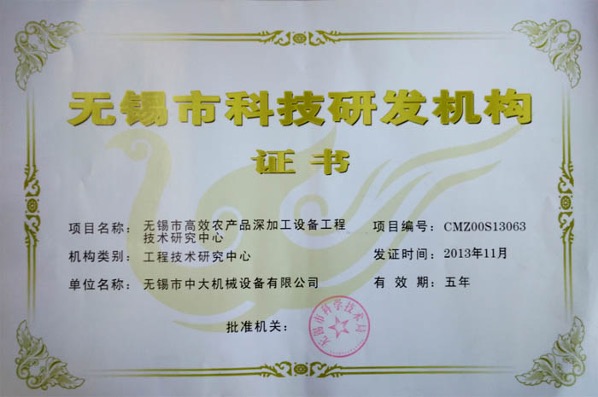 无锡市科技研发机构
证书
项目名称: 无锡市高效农产品深加工设备工程 项目编号: CMZ00S13063
技术研究中心
机构类别: 工程技术研究中心 发证时间: 2013年11月
单位名称: 无锡市中大机械设备有限公司 有 效 期: 五年
批准机关:
无锡市科学技术局